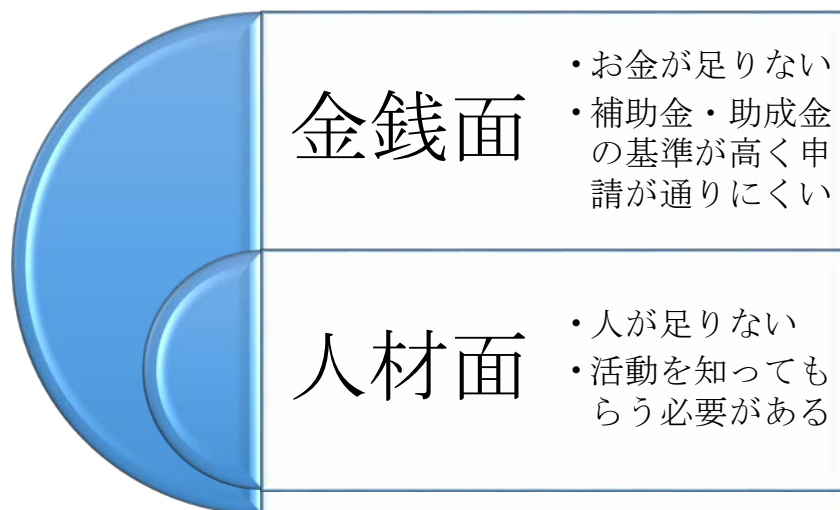 金銭面
・お金が足りない
・補助金・助成金
の基準が高く申
請が通りにくい
人材面
・人が足りない
・活動を知っても
らう必要がある